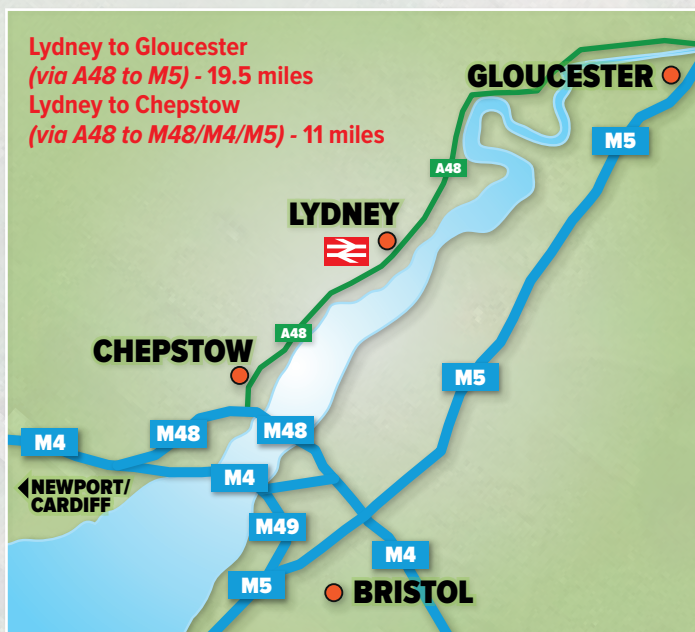 Lydney to Gloucester
(via A48 to M5) - 19.5 miles
Lydney to Chepstow
(via A48 to M48/M4/M5) - 11 miles
GLOUCESTER
M5
A48
LYDNEY
A48
CHEPSTOW
M5
M48
M48
M4
M4
NEWPORT/
CARDIFF
M49
M4
M5
BRISTOL